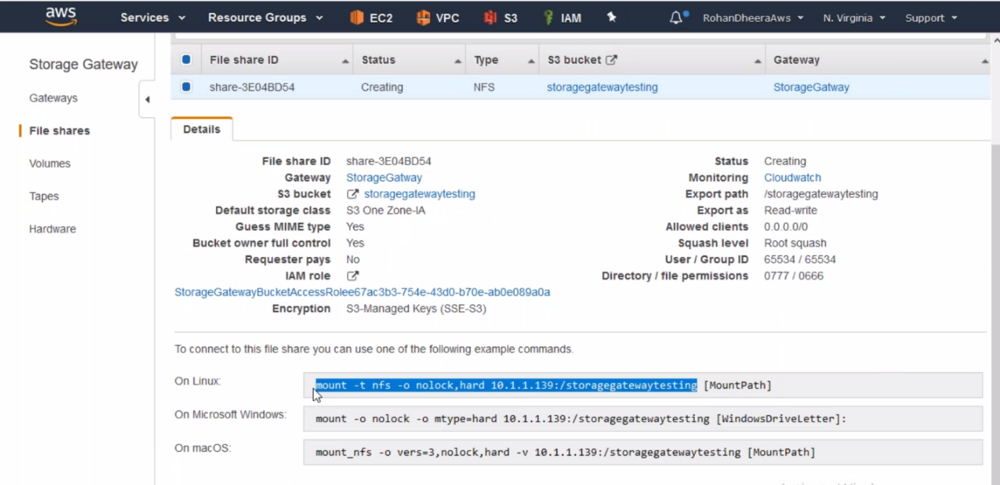 aws Services Resource Groups EC2 VPC S3 IAM RohanDheeraAws N. Virginia Support
Storage Gateway
Gateways
File shares
Volumes
Tapes
Hardware
File share ID Status Type S3 bucket Gateway
share-3E04BD54 Creating NFS storagegatewaytesting StorageGatway
Details
File share ID share-3E04BD54
Gateway StorageGatway
S3 bucket storagegatewaytesting
Default storage class S3 One Zone-IA
Guess MIME type Yes
Bucket owner full control Yes
Requester pays No
IAM role
StorageGatewayBucketAccessRolee67ac3b3-754e-43d0-b70e-ab0e089a0a
Encryption S3-Managed Keys (SSE-S3)
Status Creating
Monitoring Cloudwatch
Export path /storagegatewaytesting
Export as Read-write
Allowed clients 0.0.0.0/0
Squash level Root squash
User / Group ID 65534 / 65534
Directory / file permissions 0777 / 0666
To connect to this file share you can use one of the following example commands.
On Linux: mount -t nfs -o nolock,hard 10.1.1.139:/storagegatewaytesting [MountPath]
On Microsoft Windows: mount -o nolock -o mtype=hard 10.1.1.139:/storagegatewaytesting [WindowsDriveLetter]:
On macOS: mount_nfs -o vers=3,nolock,hard -v 10.1.1.139:/storagegatewaytesting [MountPath]